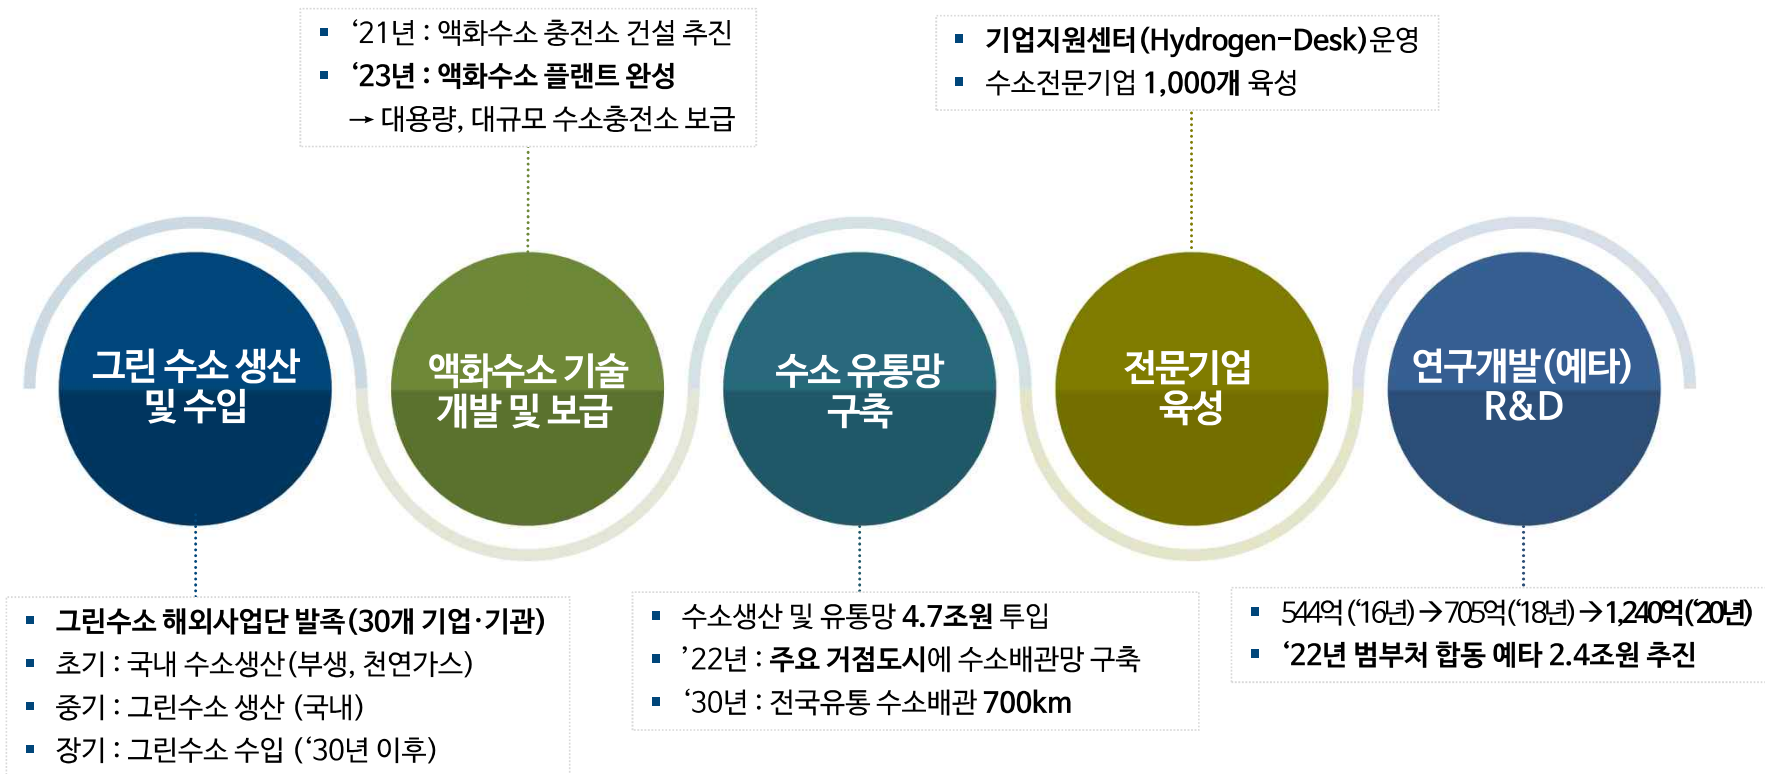 ‘21년 : 액화수소 충전소 건설 추진
‘23년 : 액화수소 플랜트 완성
→ 대용량, 대규모 수소충전소 보급
기업지원센터(Hydrogen-Desk)운영
수소전문기업 1,000개 육성
그린 수소 생산
및 수입
액화수소 기술
개발 및 보급
수소 유통망
구축
전문기업
육성
연구개발(예타)
R&D
그린수소 해외사업단 발족(30개 기업·기관)
초기 : 국내 수소생산(부생, 천연가스)
중기 : 그린수소 생산 (국내)
장기 : 그린수소 수입 (‘30년 이후)
수소생산 및 유통망 4.7조원 투입
’22년 : 주요 거점도시에 수소배관망 구축
‘30년 : 전국유통 수소배관 700km
544억(‘16년)→705억(‘18년)→1,240억(‘20년)
‘22년 범부처 합동 예타 2.4조원 추진